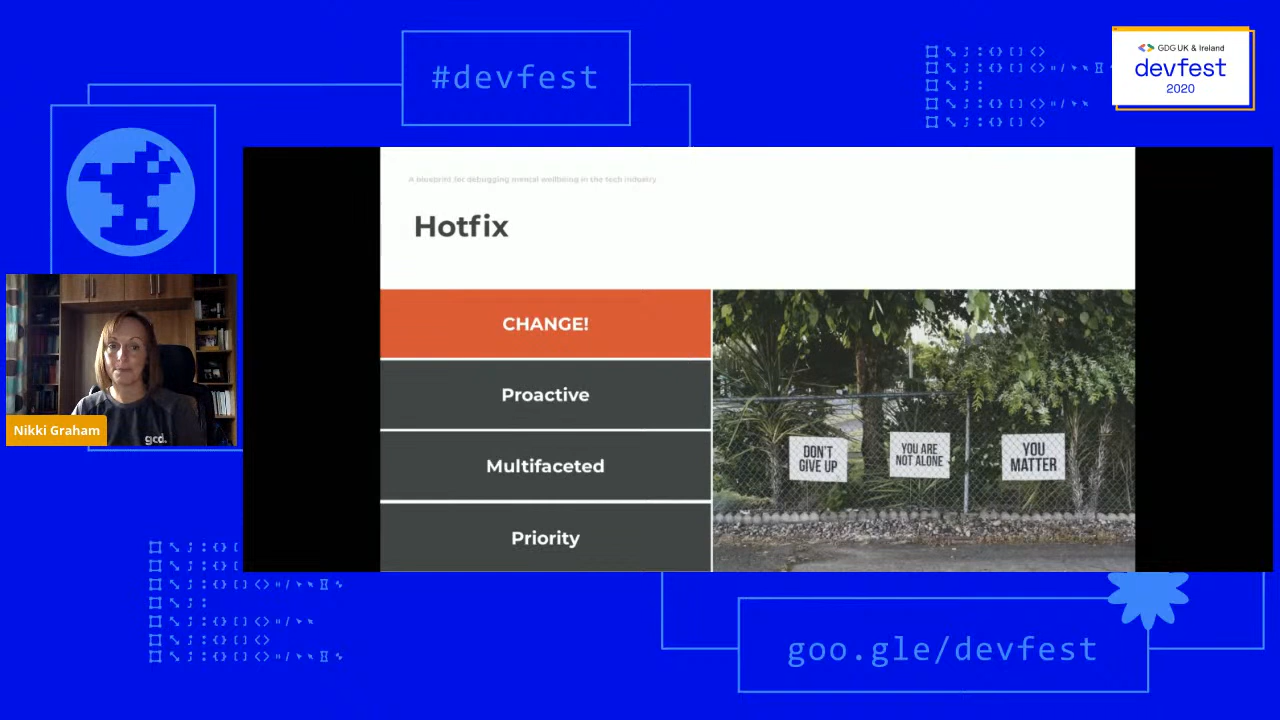 #devfest
GDG UK & Ireland
devfest
2020
A blueprint for debugging mental wellbeing in the tech industry
Hotfix
CHANGE!
Proactive
Multifaceted
Priority
DON'T
GIVE UP
YOU ARE
NOT ALONE
YOU
MATTER
Nikki Graham
gcd.
goo.gle/devfest